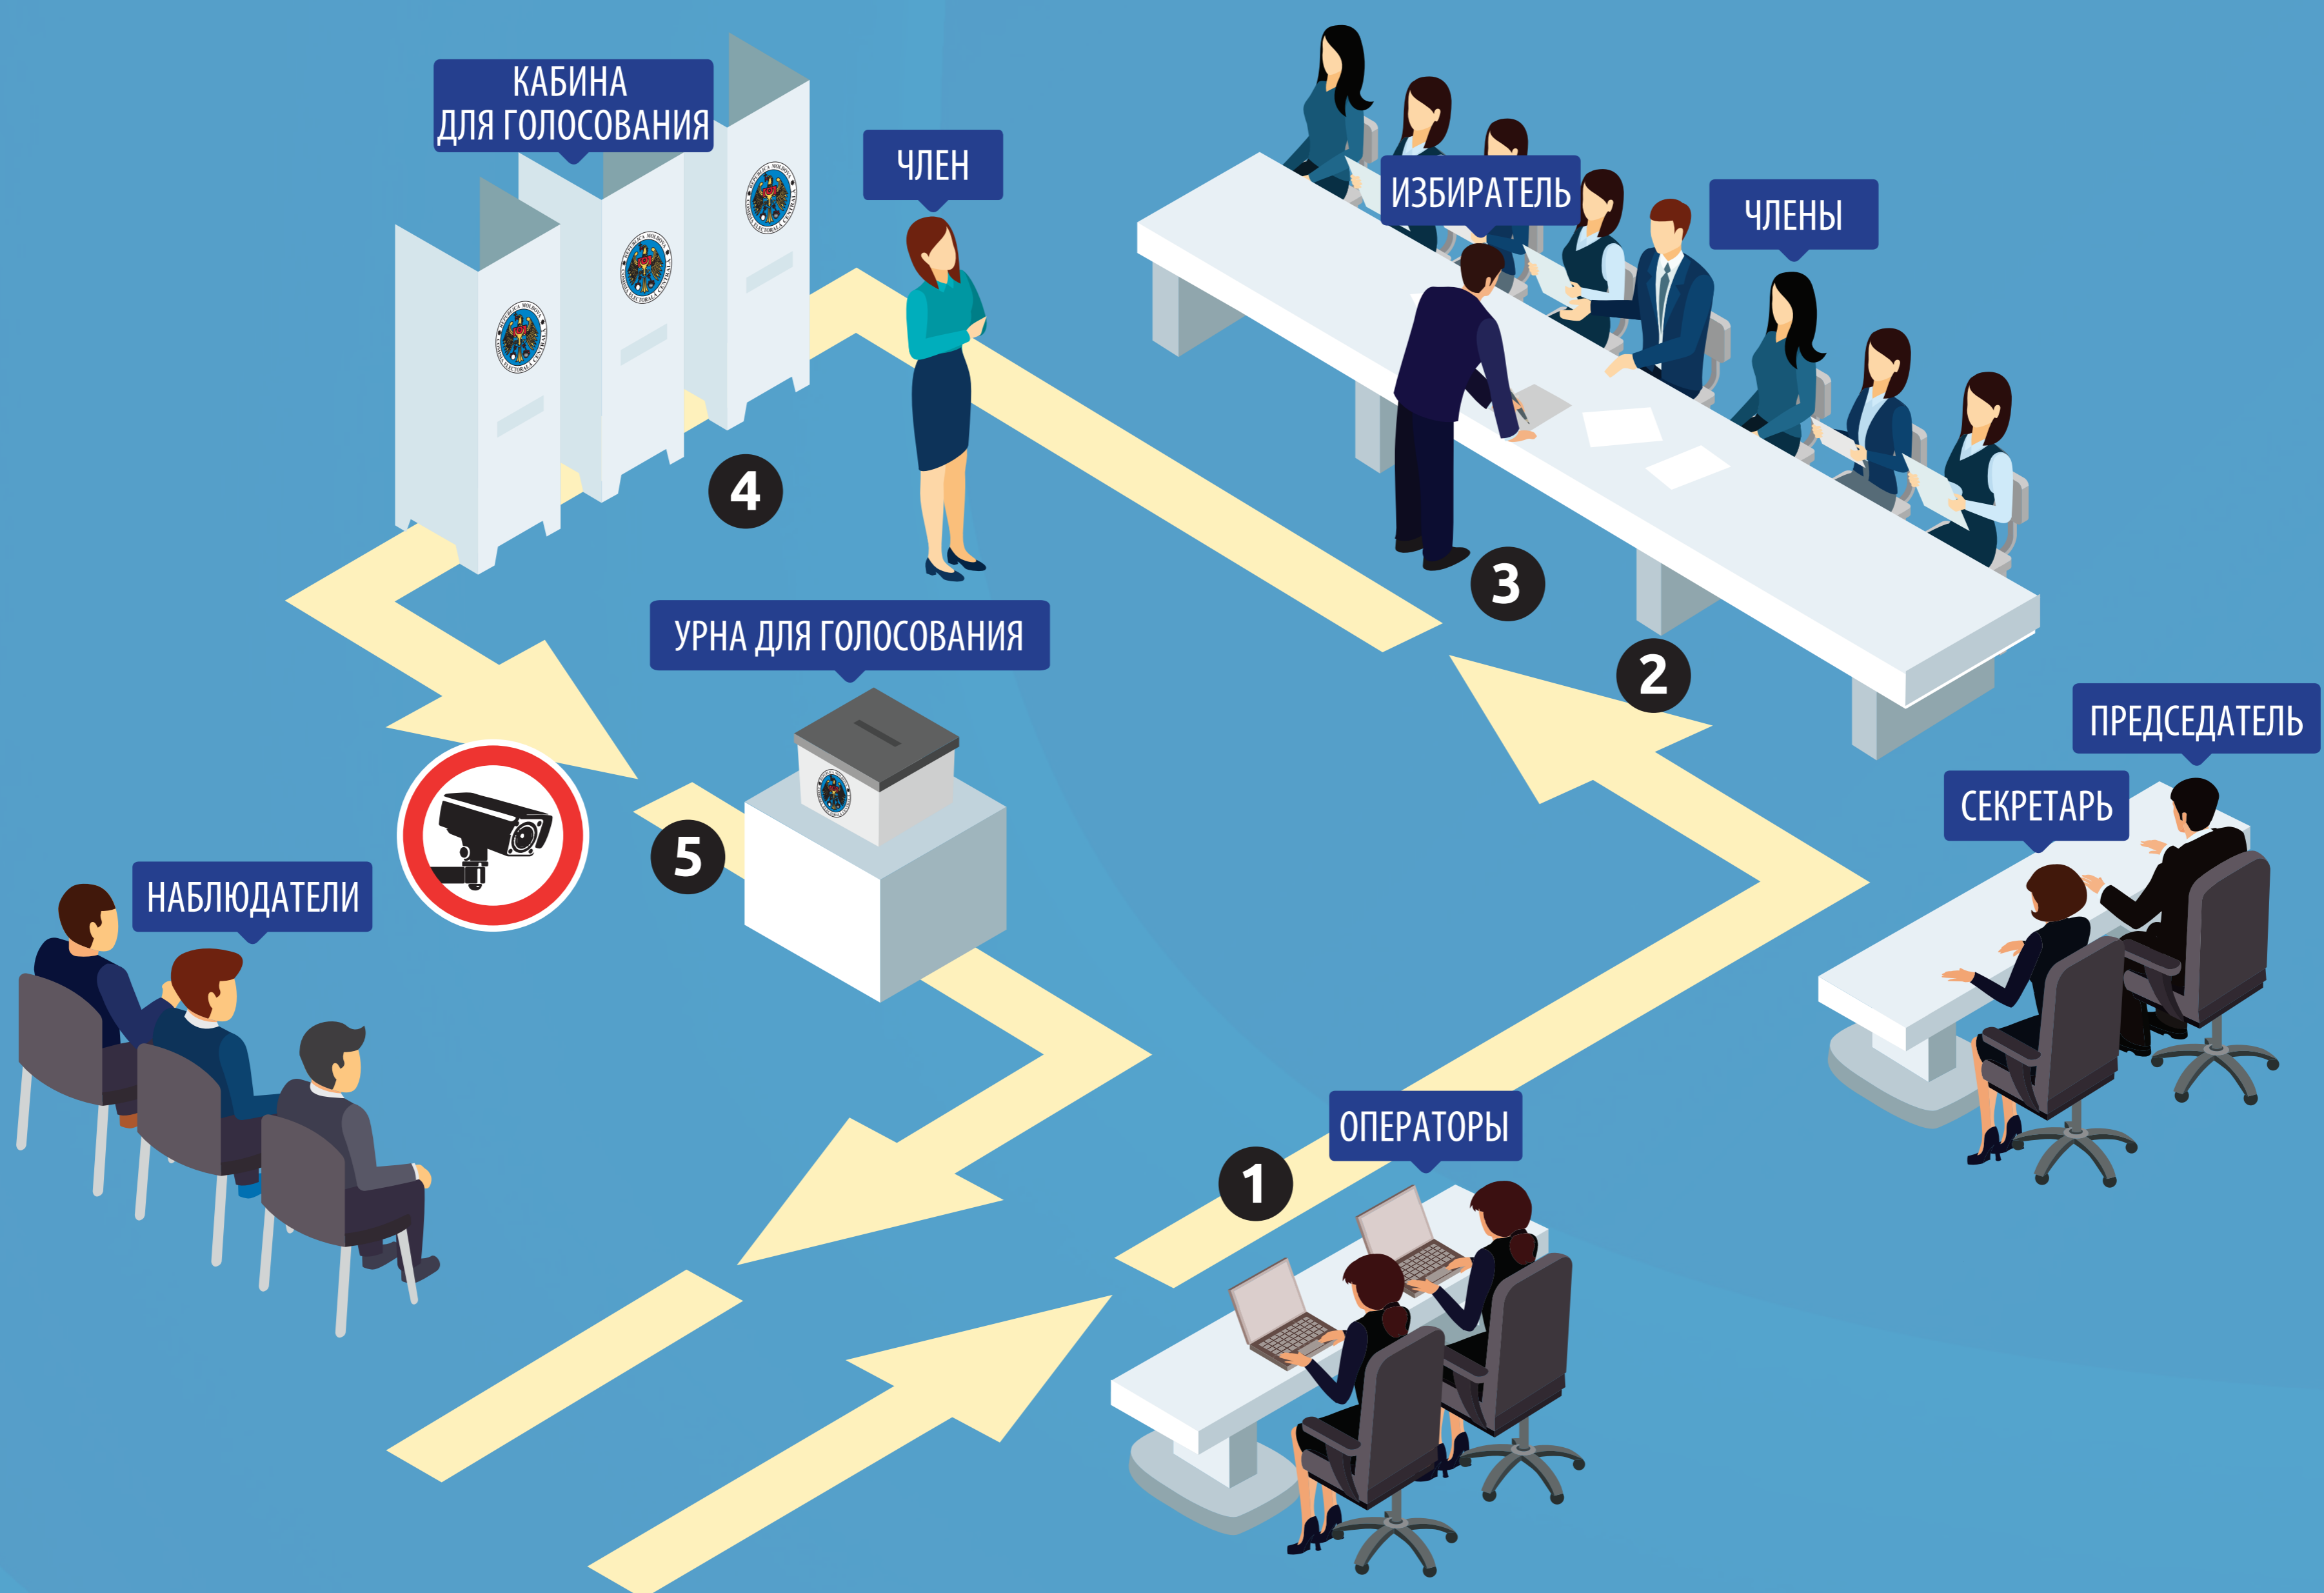 КАБИНА
ДЛЯ ГОЛОСОВАНИЯ
ЧЛЕН
ИЗБИРАТЕЛЬ
ЧЛЕНЫ
4
3
УРНА ДЛЯ ГОЛОСОВАНИЯ
2
ПРЕДСЕДАТЕЛЬ
СЕКРЕТАРЬ
5
НАБЛЮДАТЕЛИ
ОПЕРАТОРЫ
1